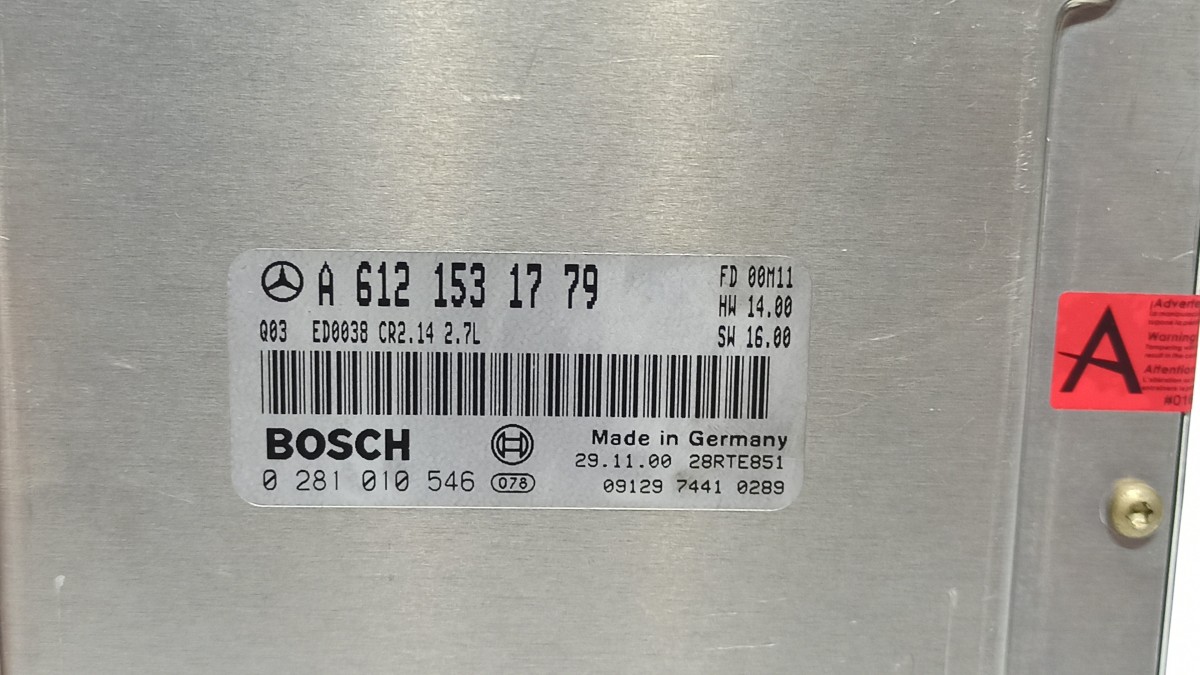 A 612 153 17 79
FD 00M11
HW 14.00
Q03 ED0038 CR2.14 2.7L
SW 16.00
BOSCH
Made in Germany
29.11.00 28RTE851
0 281 010 546 078
09129 7441 0289
A
Warning